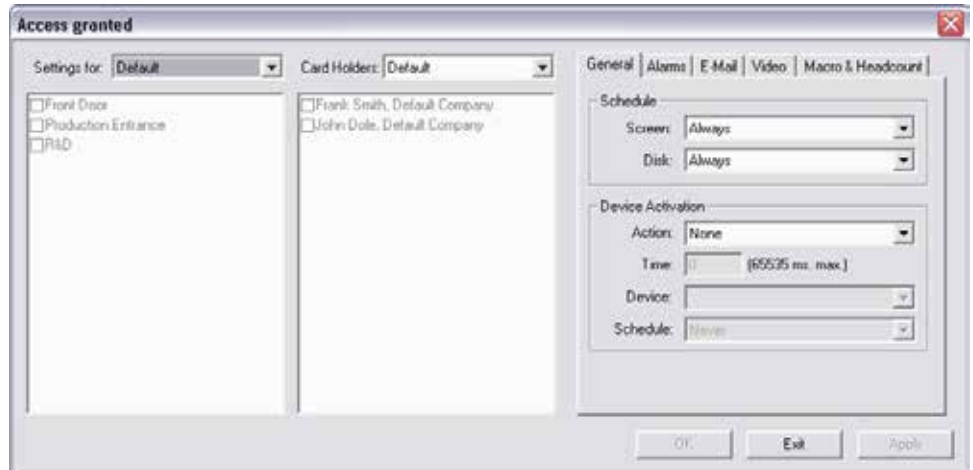 Access granted
Settings for: Default
Card Holders: Default
General Alarms E-Mail Video Macro & Headcount
Front Door
Production Entrance
R&D
Frank Smith, Default Company
John Dole, Default Company
Schedule
Screen: Always
Disk: Always
Device Activation
Action: None
Time: 0 (65535 ms. max.)
Device:
Schedule: Never
OK Exit Apply